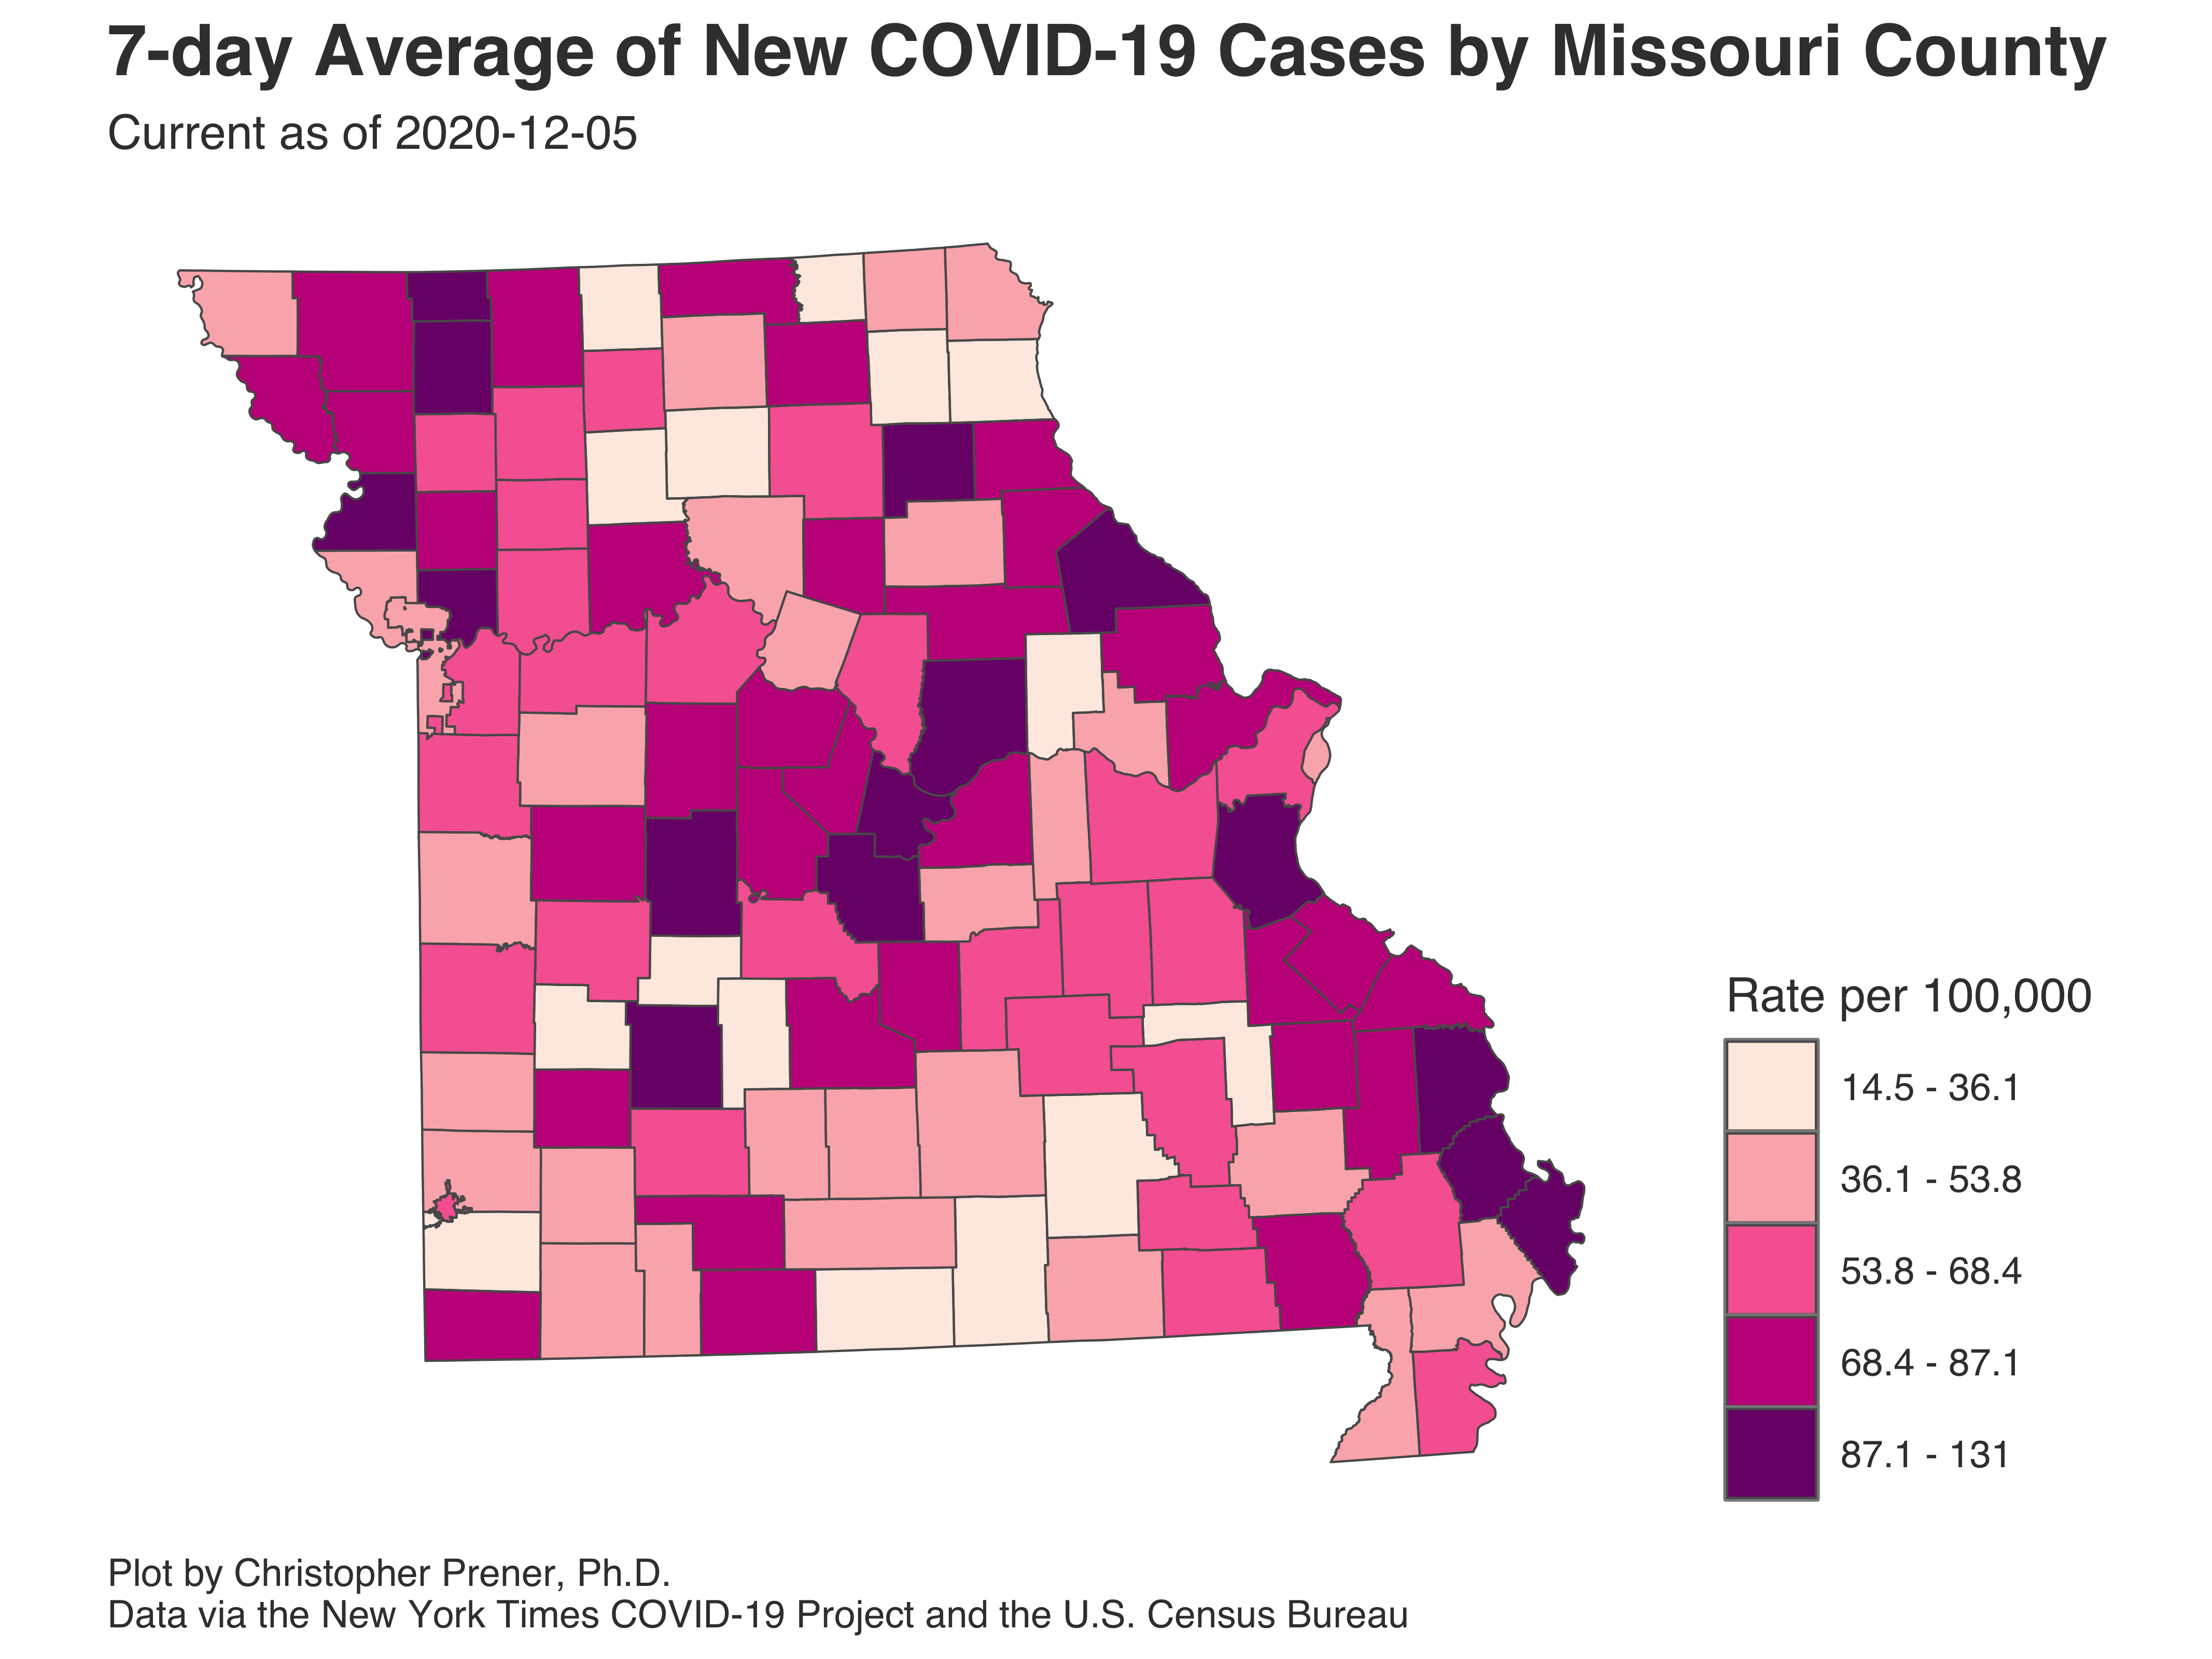 7-day Average of New COVID-19 Cases by Missouri County
Current as of 2020-12-05
Rate per 100,000
14.5 - 36.1
36.1 - 53.8
53.8 - 68.4
68.4 - 87.1
87.1 - 131
Plot by Christopher Prener, Ph.D.
Data via the New York Times COVID-19 Project and the U.S. Census Bureau